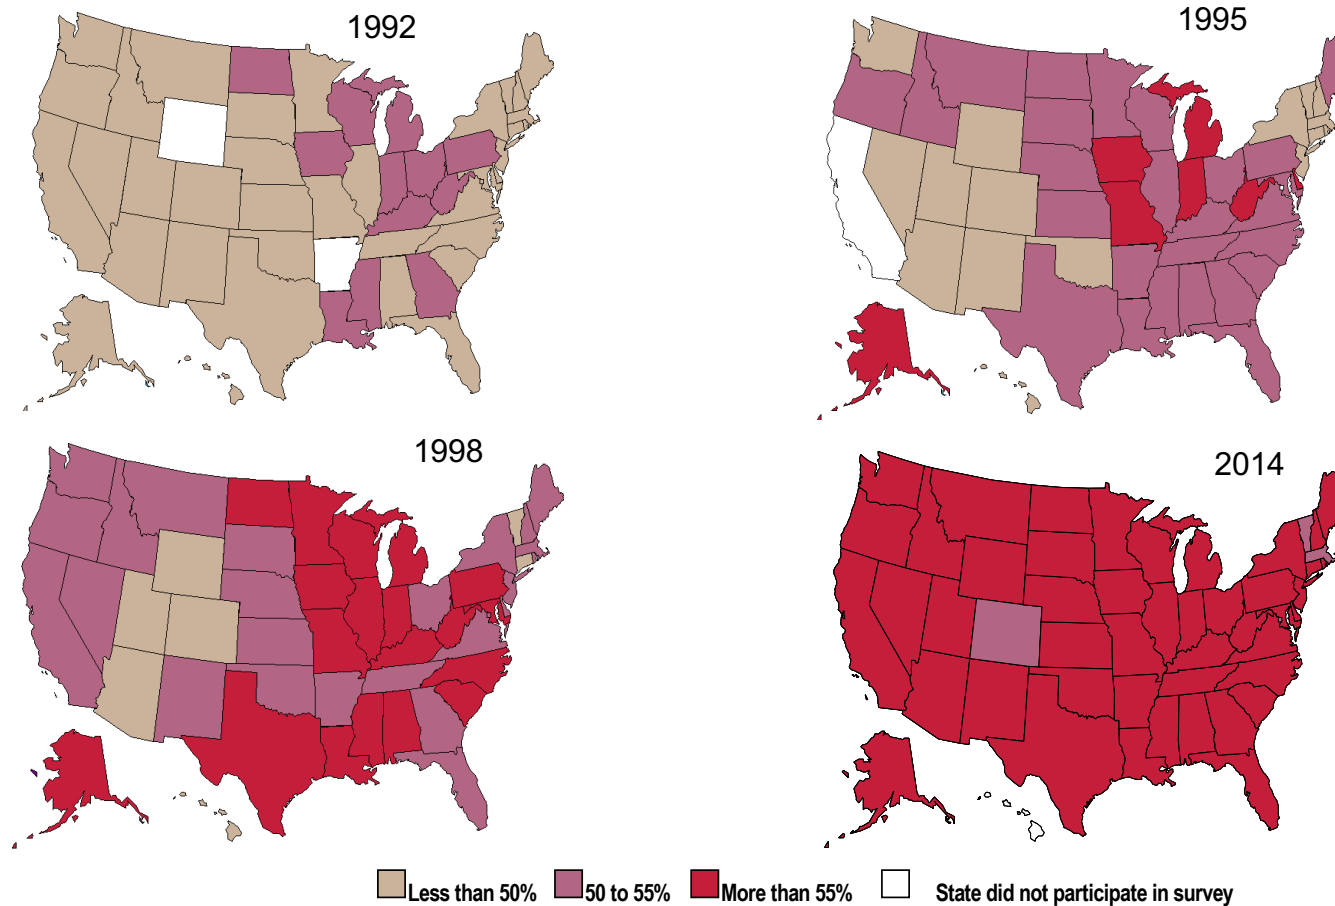 1992
1995
1998
2014
Less than 50%
50 to 55%
More than 55%
State did not participate in survey